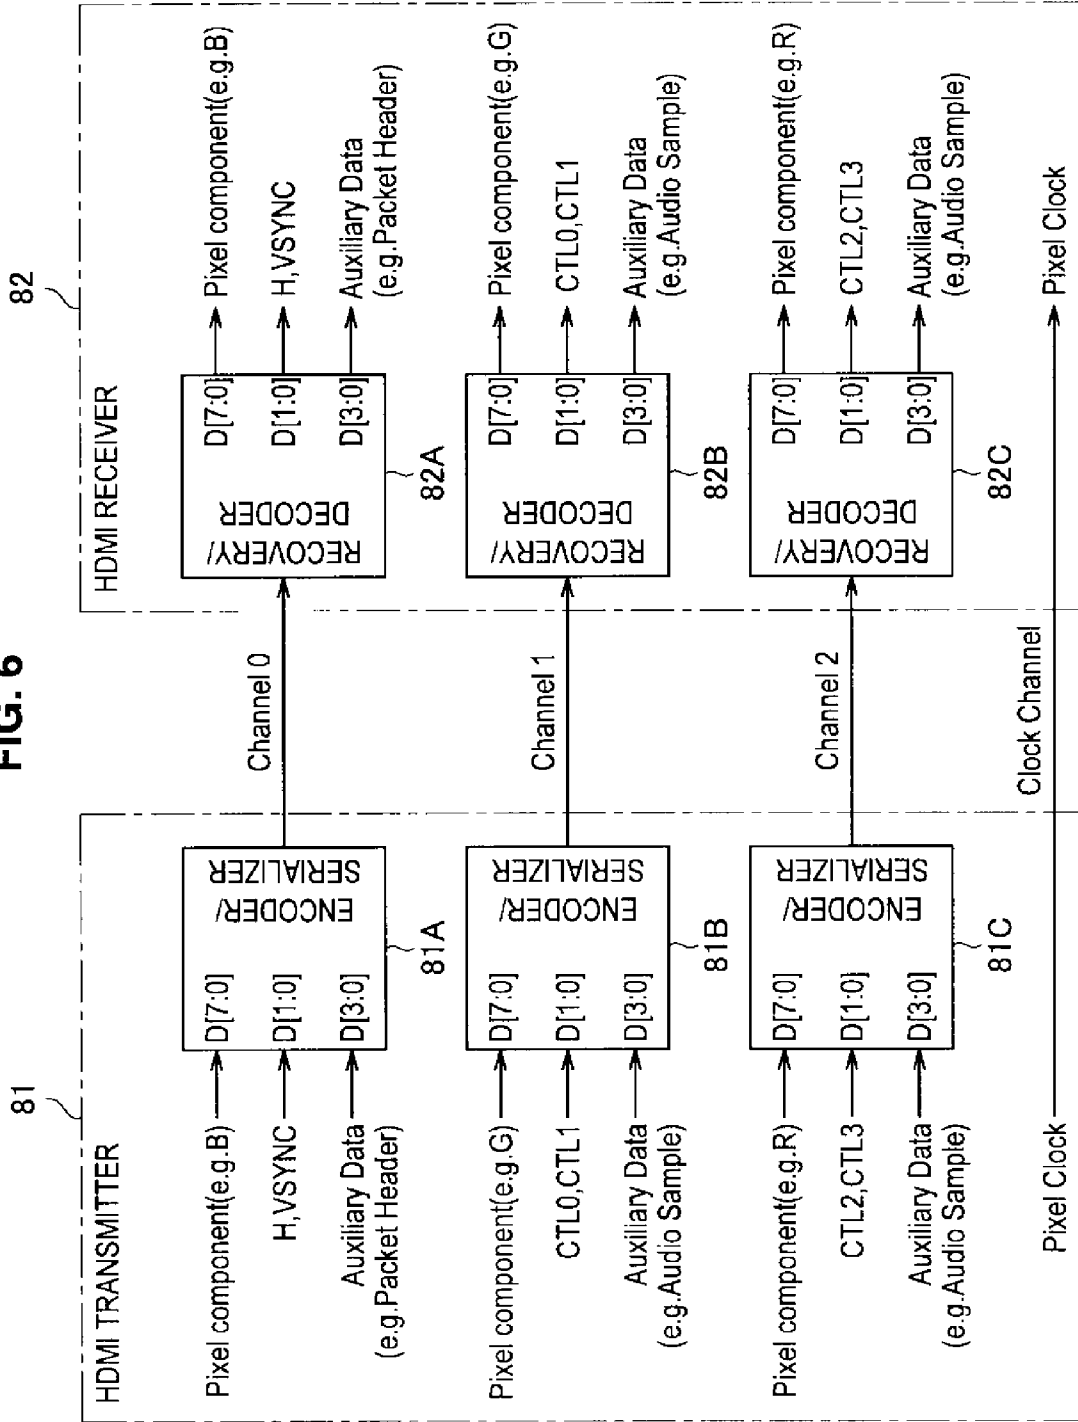 FIG. 6
81
HDMI TRANSMITTER
Pixel component(e.g.B)
H,VSYNC
Auxiliary Data
(e.g.Packet Header)
D[7:0]
D[1:0]
D[3:0]
ENCODER/
SERIALIZER
81A
Channel 0
Pixel component(e.g.G)
CTL0,CTL1
Auxiliary Data
(e.g.Audio Sample)
D[7:0]
D[1:0]
D[3:0]
ENCODER/
SERIALIZER
81B
Channel 1
Pixel component(e.g.R)
CTL2,CTL3
Auxiliary Data
(e.g.Audio Sample)
D[7:0]
D[1:0]
D[3:0]
ENCODER/
SERIALIZER
81C
Channel 2
Pixel Clock
Clock Channel
82
HDMI RECEIVER
RECOVERY/
DECODER
D[7:0]
D[1:0]
D[3:0]
82A
Pixel component(e.g.B)
H,VSYNC
Auxiliary Data
(e.g.Packet Header)
RECOVERY/
DECODER
D[7:0]
D[1:0]
D[3:0]
82B
Pixel component(e.g.G)
CTL0,CTL1
Auxiliary Data
(e.g.Audio Sample)
RECOVERY/
DECODER
D[7:0]
D[1:0]
D[3:0]
82C
Pixel component(e.g.R)
CTL2,CTL3
Auxiliary Data
(e.g.Audio Sample)
Pixel Clock